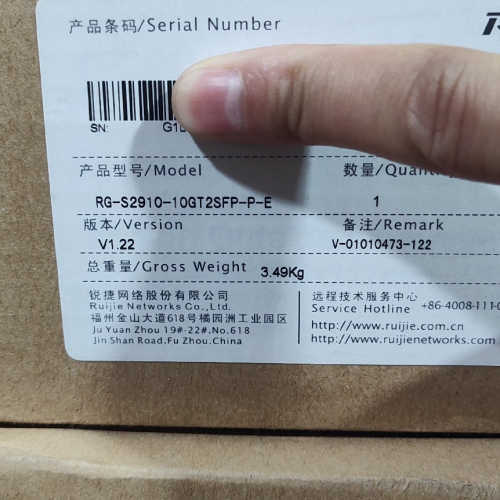 产品条码/Serial Number
SN:
产品型号/Model 数量/Quantity
RG-S2910-10GT2SFP-P-E 1
版本/Version 备注/Remark
V1.22 V-01010473-122
总重量/Gross Weight 3.49Kg
锐捷网络股份有限公司 远程技术服务中心
Ruijie Networks Co.,Ltd. Service Hotline +86-4008-111-
福州金山大道618号橘园洲工业园区 http://www.ruijie.com.cn
Ju Yuan Zhou 19#-22#.No.618 http://www.ruijienetworks.com
Jin Shan Road.Fu Zhou.China